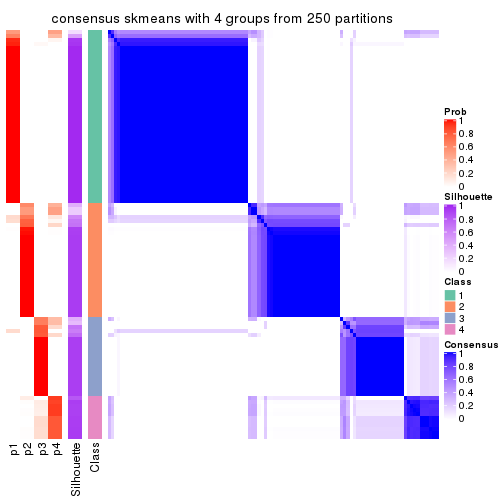 consensus skmeans with 4 groups from 250 partitions
Prob
1
0.8
0.6
0.4
0.2
0
Silhouette
1
0.8
0.6
0.4
0.2
0
Class
1
2
3
4
Consensus
1
0.8
0.6
0.4
0.2
0
p1
p2
p3
p4
Silhouette
Class